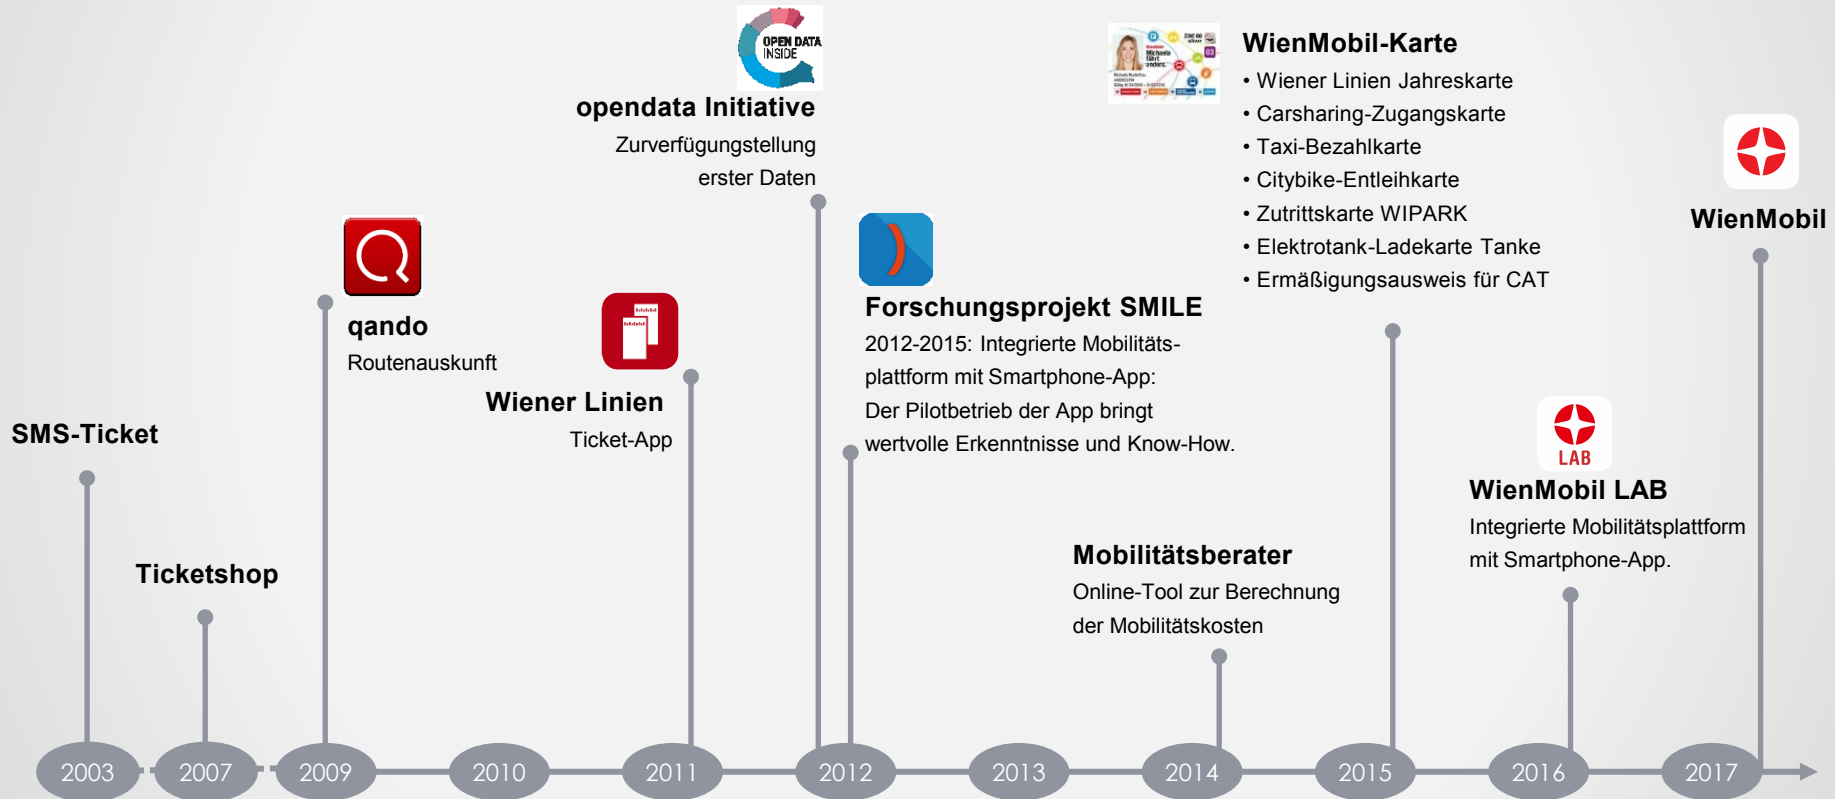 SMS-Ticket
Ticketshop
qando
Routenauskunft
Wiener Linien
Ticket-App
OPEN DATA
INSIDE
opendata Initiative
Zurverfügungstellung
erster Daten
Forschungsprojekt SMILE
2012-2015: Integrierte Mobilitäts-
plattform mit Smartphone-App:
Der Pilotbetrieb der App bringt
wertvolle Erkenntnisse und Know-How.
Mobilitätsberater
Online-Tool zur Berechnung
der Mobilitätskosten
Michaela
fährt
anders.
WienMobil-Karte
• Wiener Linien Jahreskarte
• Carsharing-Zugangskarte
• Taxi-Bezahlkarte
• Citybike-Entleihkarte
• Zutrittskarte WIPARK
• Elektrotank-Ladekarte Tanke
• Ermäßigungsausweis für CAT
LAB
WienMobil LAB
Integrierte Mobilitätsplattform
mit Smartphone-App.
WienMobil
2003 2007 2009 2010 2011 2012 2013 2014 2015 2016 2017